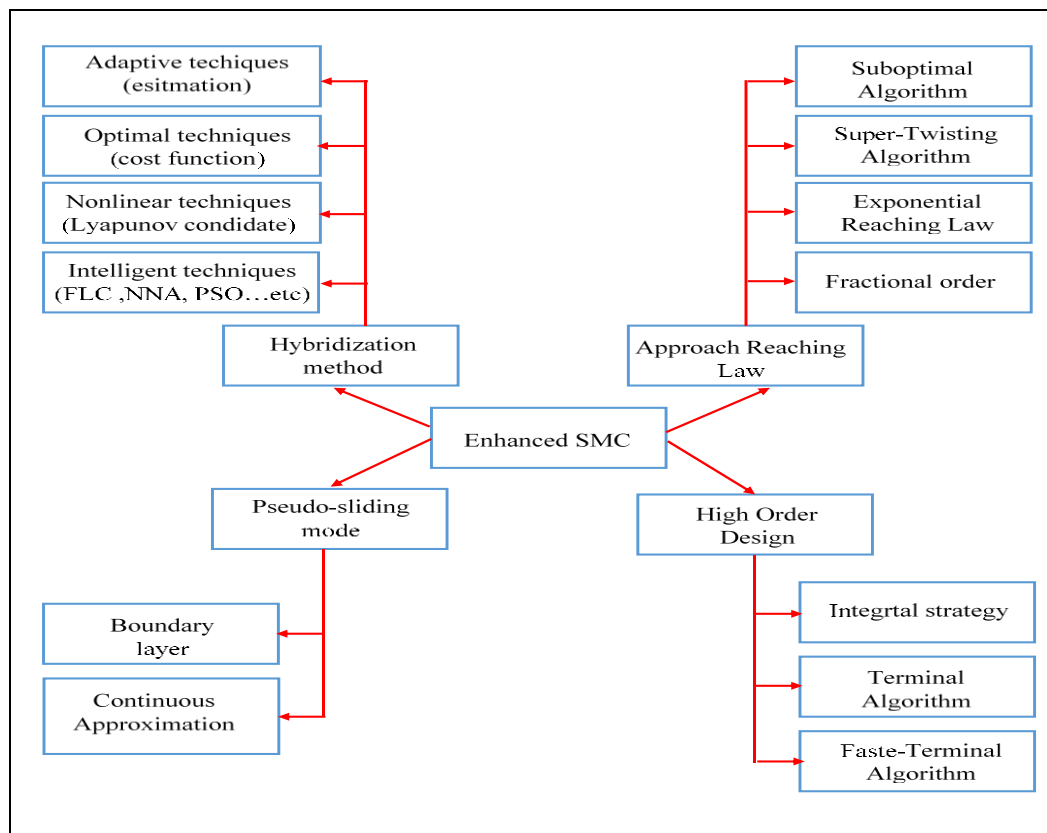 Adaptive techiques
(esitmation)
Optimal techniques
(cost function)
Nonlinear techniques
(Lyapunov condidate)
Intelligent techniques
(FLC ,NNA, PSO…etc)
Hybridization
method
Suboptimal
Algorithm
Super-Twisting
Algorithm
Exponential
Reaching Law
Fractional order
Approach Reaching
Law
Enhanced SMC
Pseudo-sliding
mode
Boundary
layer
Continuous
Approximation
High Order
Design
Integrtal strategy
Terminal
Algorithm
Faste-Terminal
Algorithm